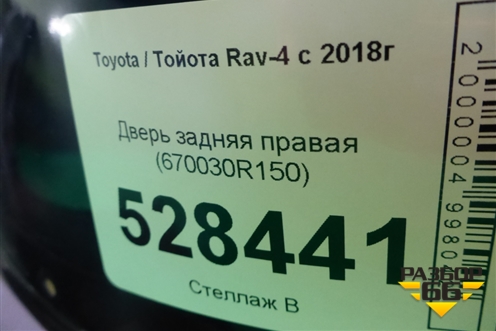 Toyota / Тойота Rav-4 с 2018г
Дверь задняя правая
(670030R150)
528441
Стеллаж В
РАЗБОР
66